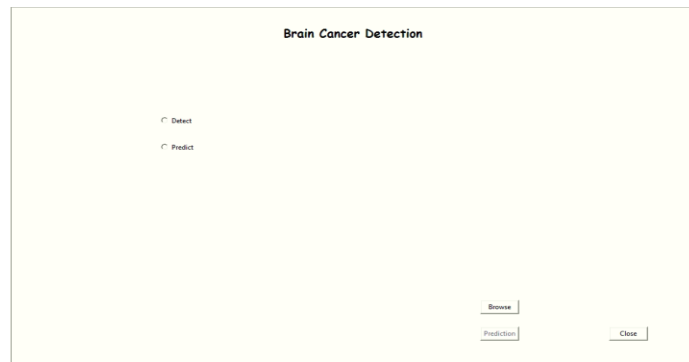 Brain Cancer Detection
Detect
Predict
Browse
Prediction
Close